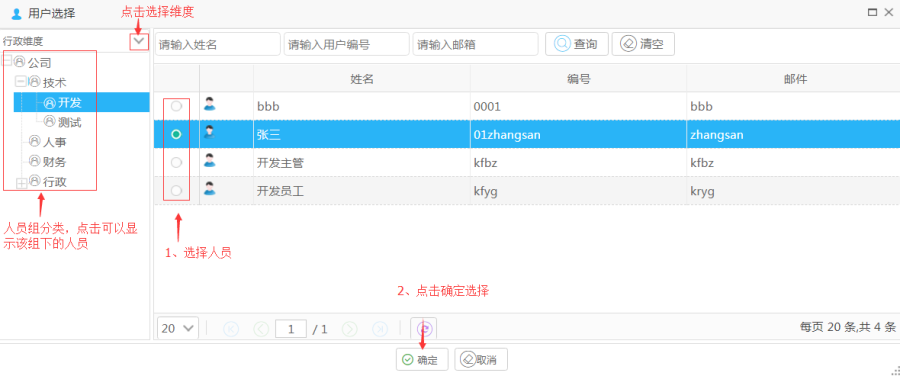 用户选择
点击选择维度
行政维度
请输入姓名 请输入用户编号 请输入邮箱 查询 清空
公司
技术
开发
测试
人事
财务
行政
人员组分类，点击可以显
示该组下的人员
姓名 编号 邮件
bbb 0001 bbb
张三 01zhangsan zhangsan
开发主管 kfbz kfbz
开发员工 kfyg kryg
1、选择人员
2、点击确定选择
20 1 / 1 每页 20 条,共 4 条
确定 取消